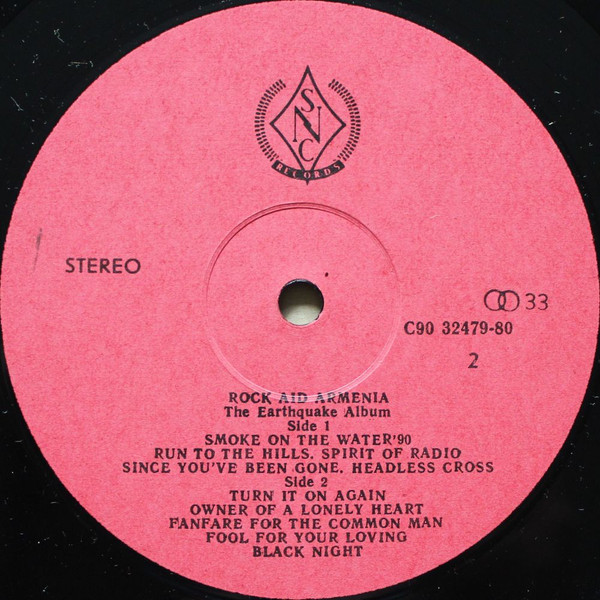 S
N
C
RECORDS
STEREO
33
C90 32479-80
2
ROCK AID ARMENIA
The Earthquake Album
Side 1
SMOKE ON THE WATER'90
RUN TO THE HILLS. SPIRIT OF RADIO
SINCE YOU'VE BEEN GONE. HEADLESS CROSS
Side 2
TURN IT ON AGAIN
OWNER OF A LONELY HEART
FANFARE FOR THE COMMON MAN
FOOL FOR YOUR LOVING
BLACK NIGHT